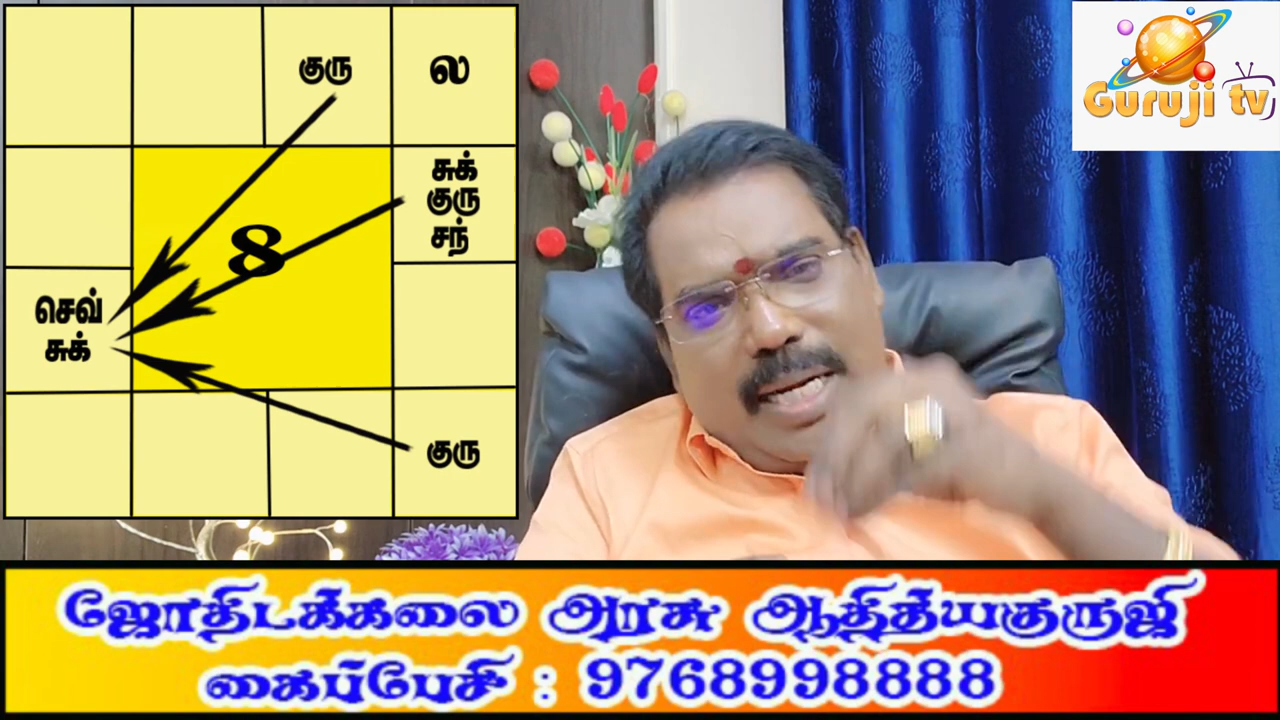 குரு
ல
சுக்
குரு
சந்
8
செவ்
சுக்
குரு
Guruji tv
ஜோதிடக்கலை அரசு ஆதித்யகுருஜி
கைப்பேசி : 9768998888